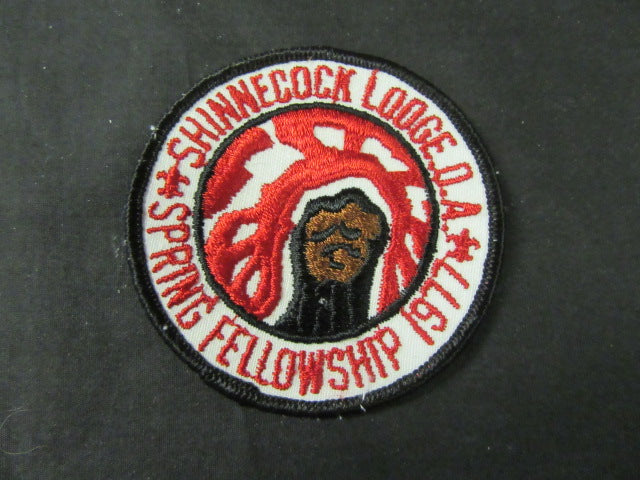 SHINNECOCK LODGE O.A.
SPRING FELLOWSHIP 1977